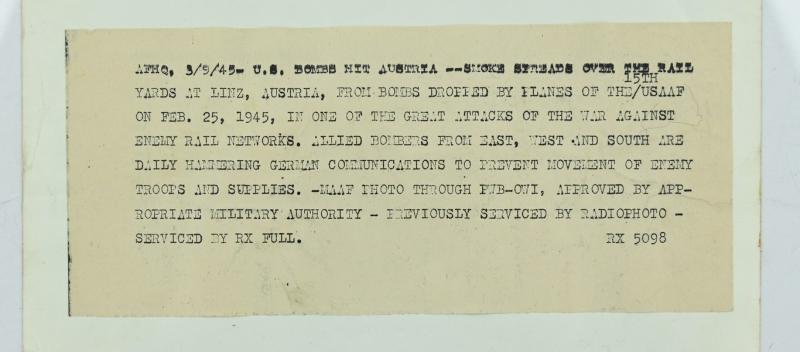 AFHQ, 3/9/45- U.S. BOMBS HIT AUSTRIA --SMOKE SPREADS OVER THE RAIL
15TH
YARDS AT LINZ, AUSTRIA, FROM BOMBS DROPPED BY PLANES OF THE/USAAF
ON FEB. 25, 1945, IN ONE OF THE GREAT ATTACKS OF THE WAR AGAINST
ENEMY RAIL NETWORKS. ALLIED BOMBERS FROM EAST, WEST AND SOUTH ARE
DAILY HAMMERING GERMAN COMMUNICATIONS TO PREVENT MOVEMENT OF ENEMY
TROOPS AND SUPPLIES. -MAAF PHOTO THROUGH PWB-OWI, APPROVED BY APP-
ROPRIATE MILITARY AUTHORITY - PREVIOUSLY SERVICED BY RADIOPHOTO -
SERVICED BY RX FULL. RX 5098